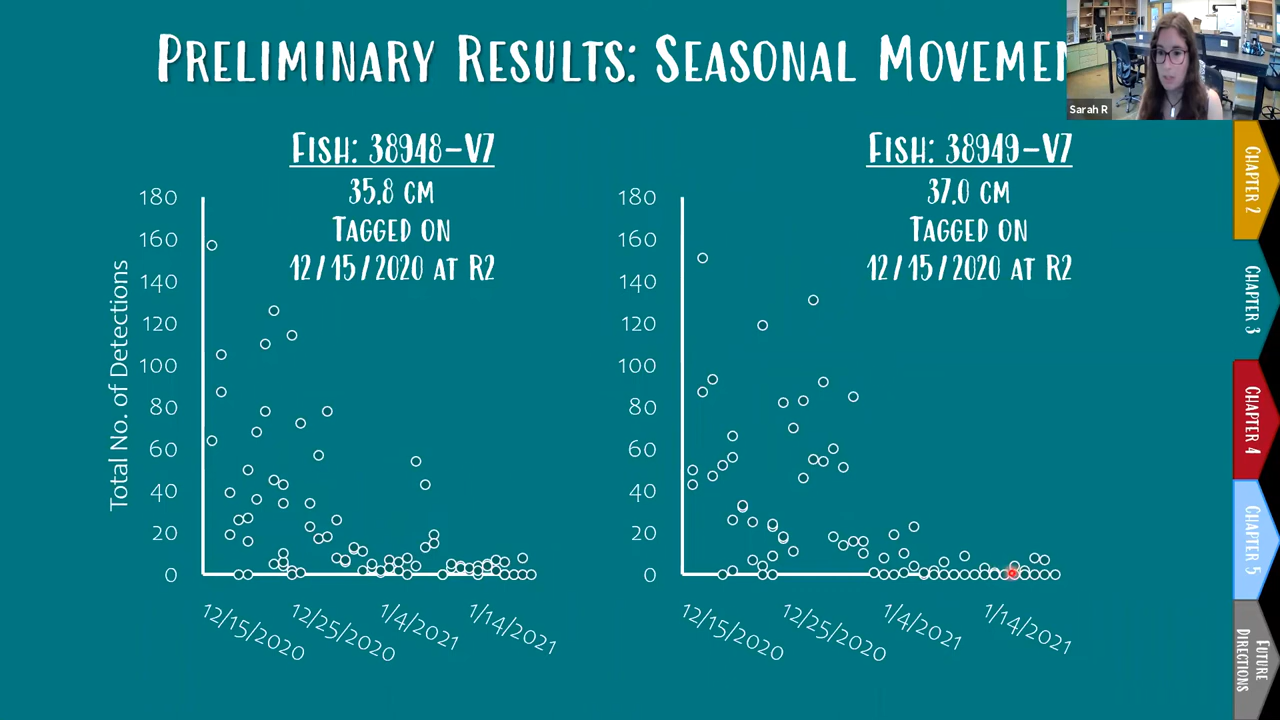 PRELIMINARY RESULTS: SEASONAL MOVEMEN
Sarah R
FISH: 38948-V7
35.8 CM
TAGGED ON
12/15/2020 AT R2
FISH: 38949-V7
37.0 CM
TAGGED ON
12/15/2020 AT R2
Total No. of Detections
180
160
140
120
100
80
60
40
20
0
12/15/2020
12/25/2020
1/4/2021
1/14/2021
180
160
140
120
100
80
60
40
20
0
12/15/2020
12/25/2020
1/4/2021
1/14/2021
CHAPTER 2
CHAPTER 3
CHAPTER 4
CHAPTER 5
FUTURE
DIRECTIONS